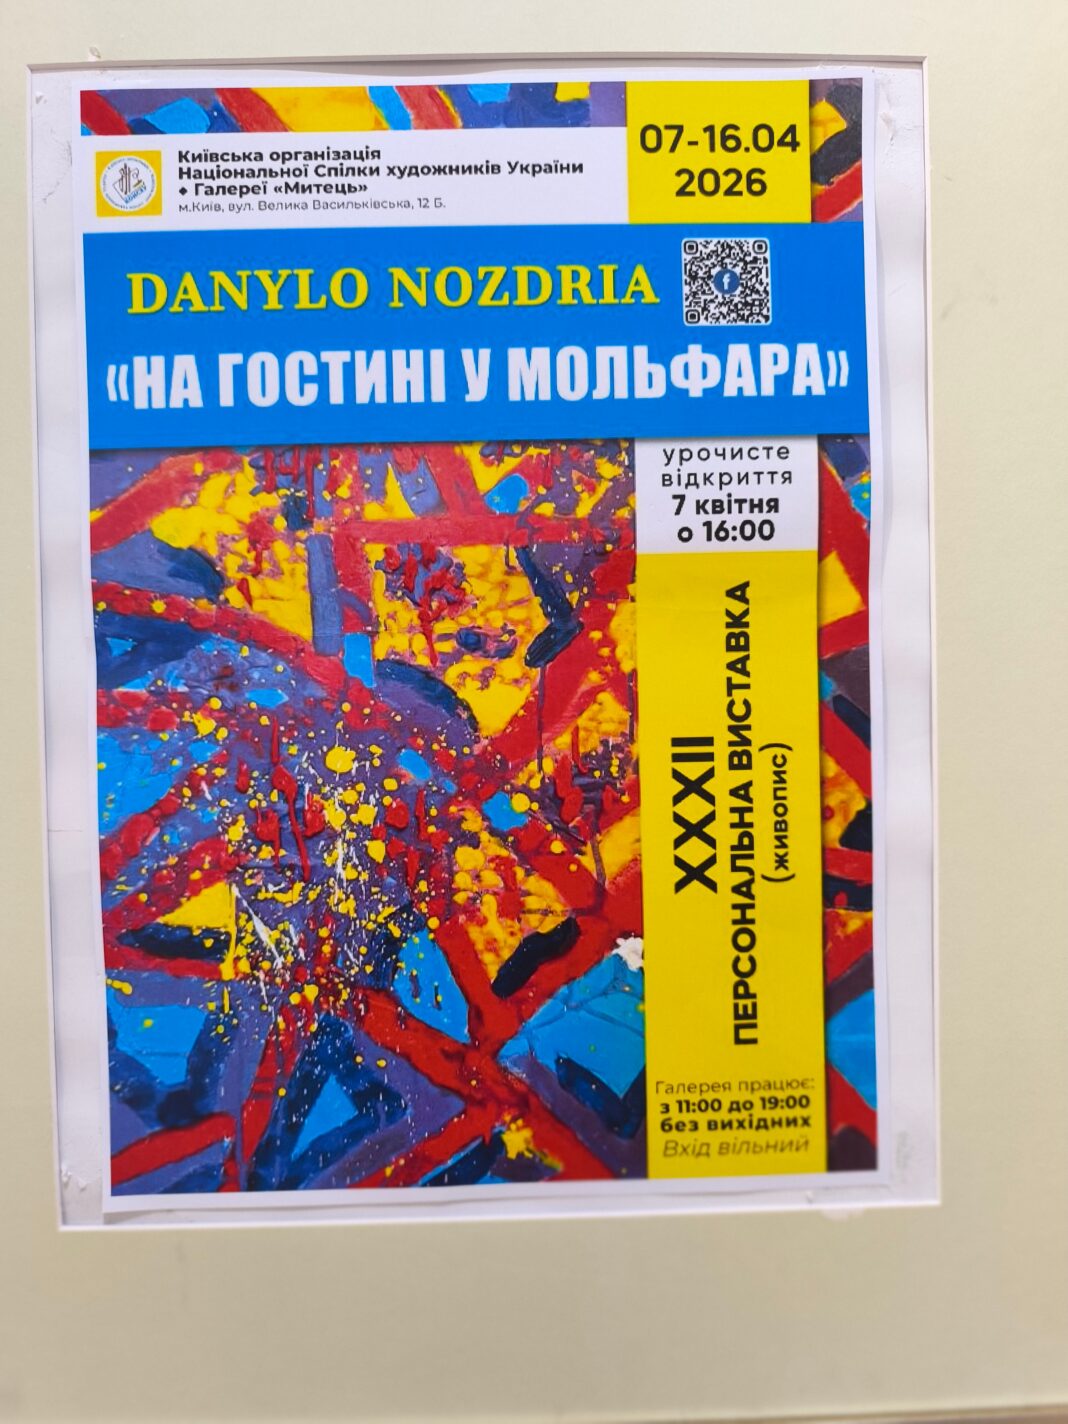 Київська організація
Національної Спілки художників України
• Галереї «Митець»
м.Київ, вул. Велика Васильківська, 12 Б.
07-16.04
2026
DANYLO NOZDRIA
«НА ГОСТИНІ У МОЛЬФАРА»
урочисте
відкриття
7 квітня
о 16:00
XXXII
ПЕРСОНАЛЬНА ВИСТАВКА
(живопис)
Галерея працює:
з 11:00 до 19:00
без вихідних
Вхід вільний